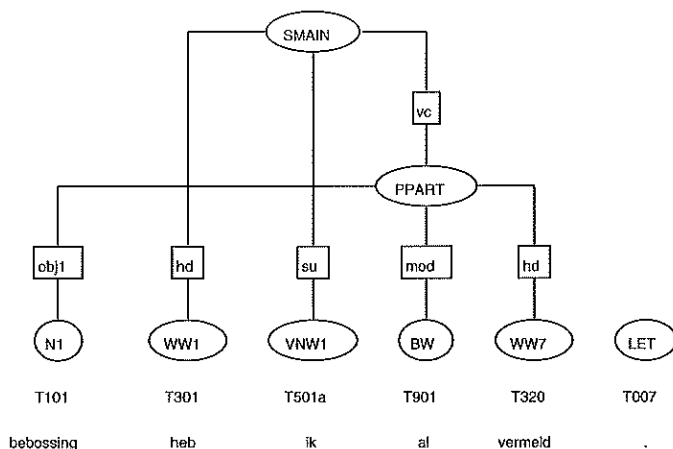 SMAIN
vc
PPART
obj1 hd su mod hd
N1 WW1 VNW1 BW WW7 LET
T101 T301 T501a T901 T320 T007
bebossing heb ik al vermeld .